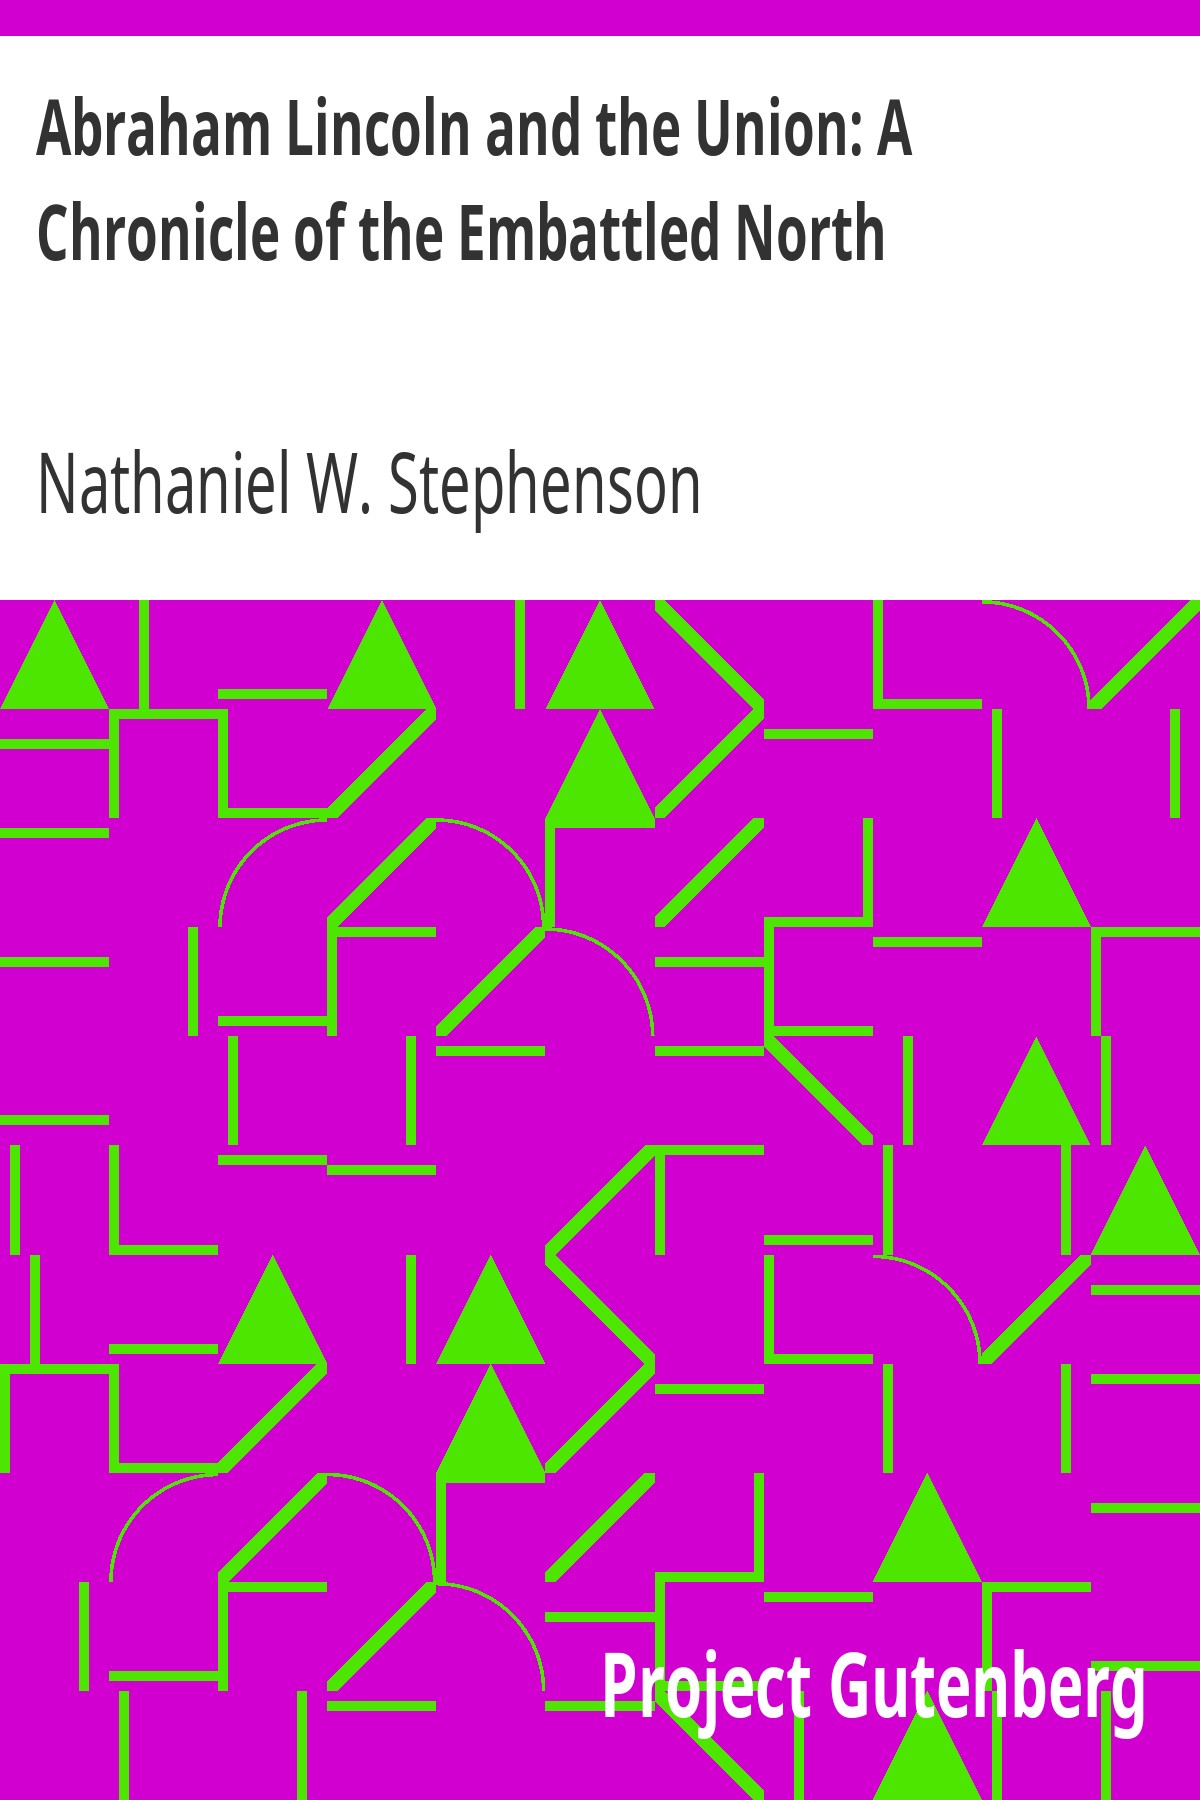 Abraham Lincoln and the Union: A
Chronicle of the Embattled North
Nathaniel W. Stephenson
Project Gutenberg